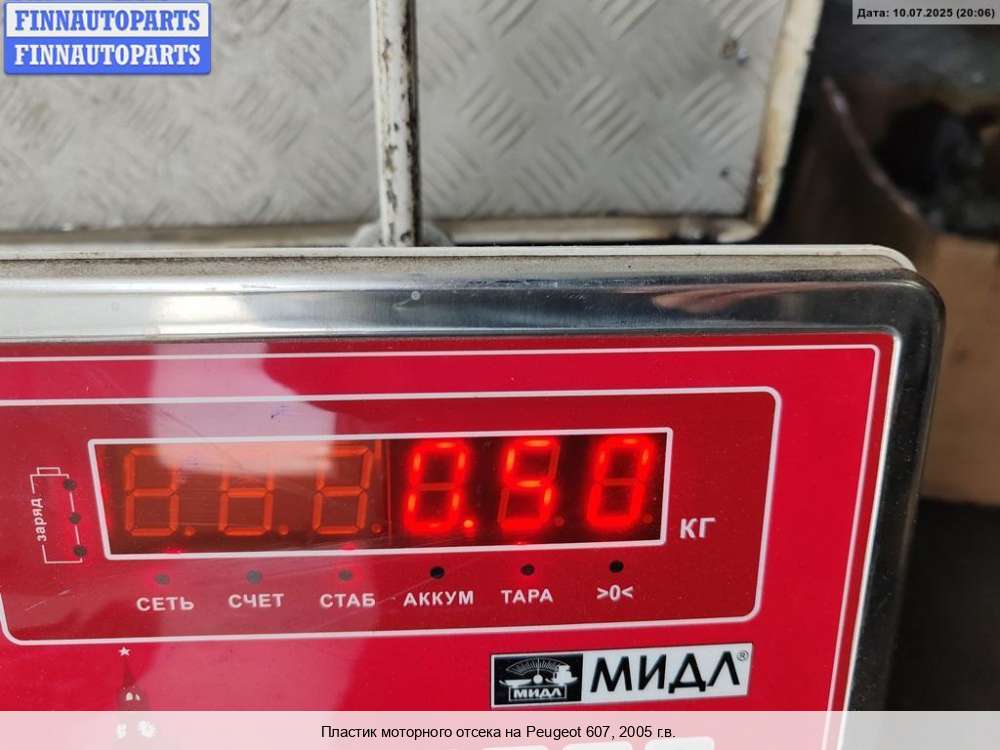 FINNAUTOPARTS
FINNAUTOPARTS
Дата: 10.07.2025 (20:06)
0.50
КГ
заряд
СЕТЬ СЧЕТ СТАБ АККУМ ТАРА >0<
МИДЛ МИДЛ®
Пластик моторного отсека на Peugeot 607, 2005 г.в.